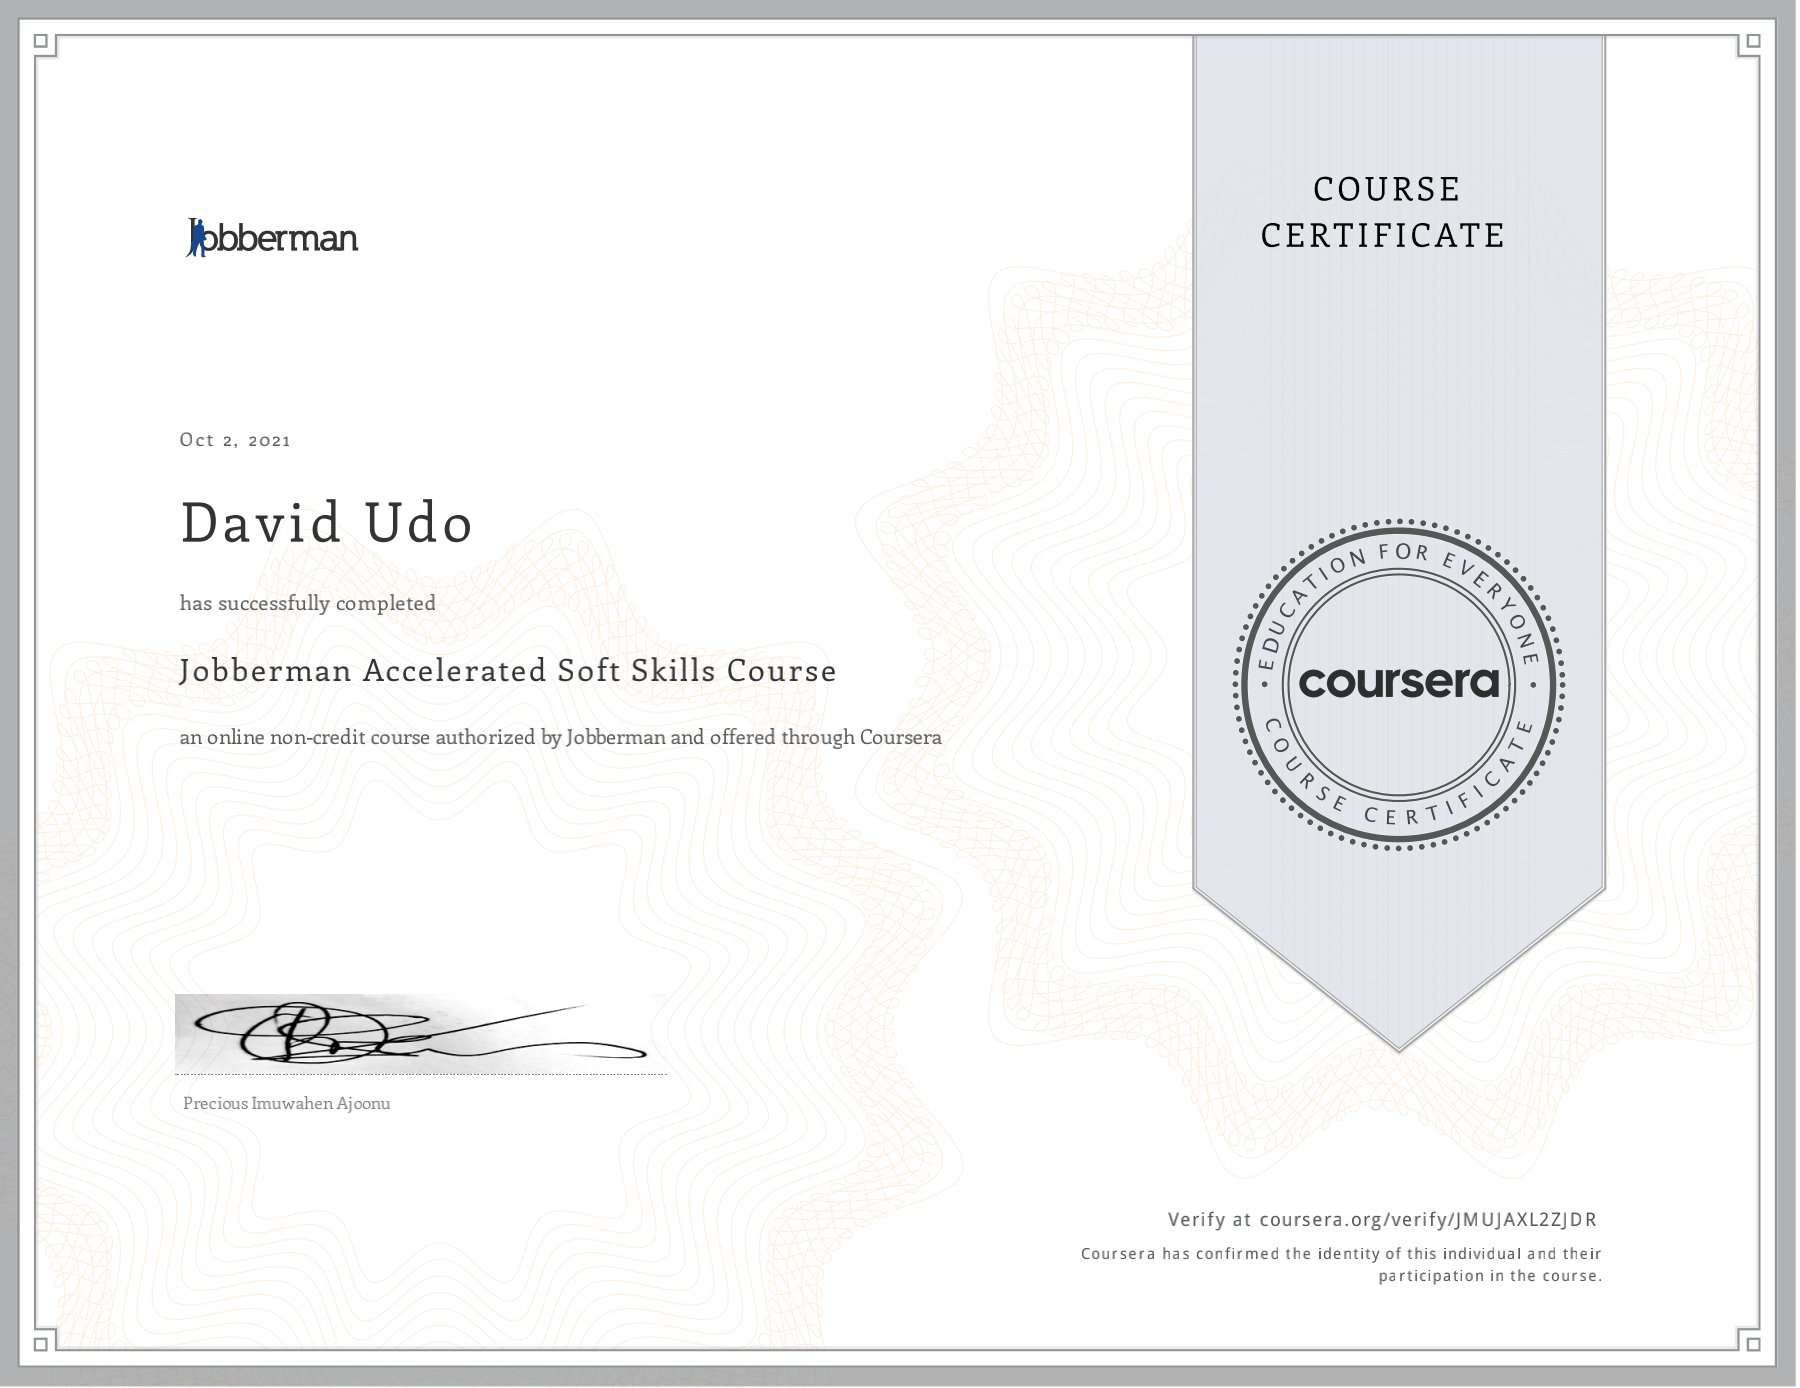 Jobberman
COURSE
CERTIFICATE
Oct 2, 2021
David Udo
has successfully completed
Jobberman Accelerated Soft Skills Course
an online non-credit course authorized by Jobberman and offered through Coursera
EDUCATION FOR EVERYONE
coursera
COURSE CERTIFICATE
Precious Imuwahen Ajoonu
Verify at coursera.org/verify/JMUJAXL2ZJDR
Coursera has confirmed the identity of this individual and their
participation in the course.